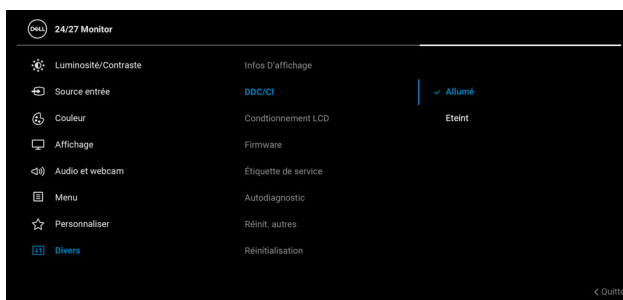 DELL
24/27 Monitor
Luminosité/Contraste
Source entrée
Couleur
Affichage
Audio et webcam
Menu
Personnaliser
Divers
Infos D'affichage
DDC/CI
Condtionnement LCD
Firmware
Étiquette de service
Autodiagnostic
Réinit. autres
Réinitialisation
Allumé
Eteint
Quitte